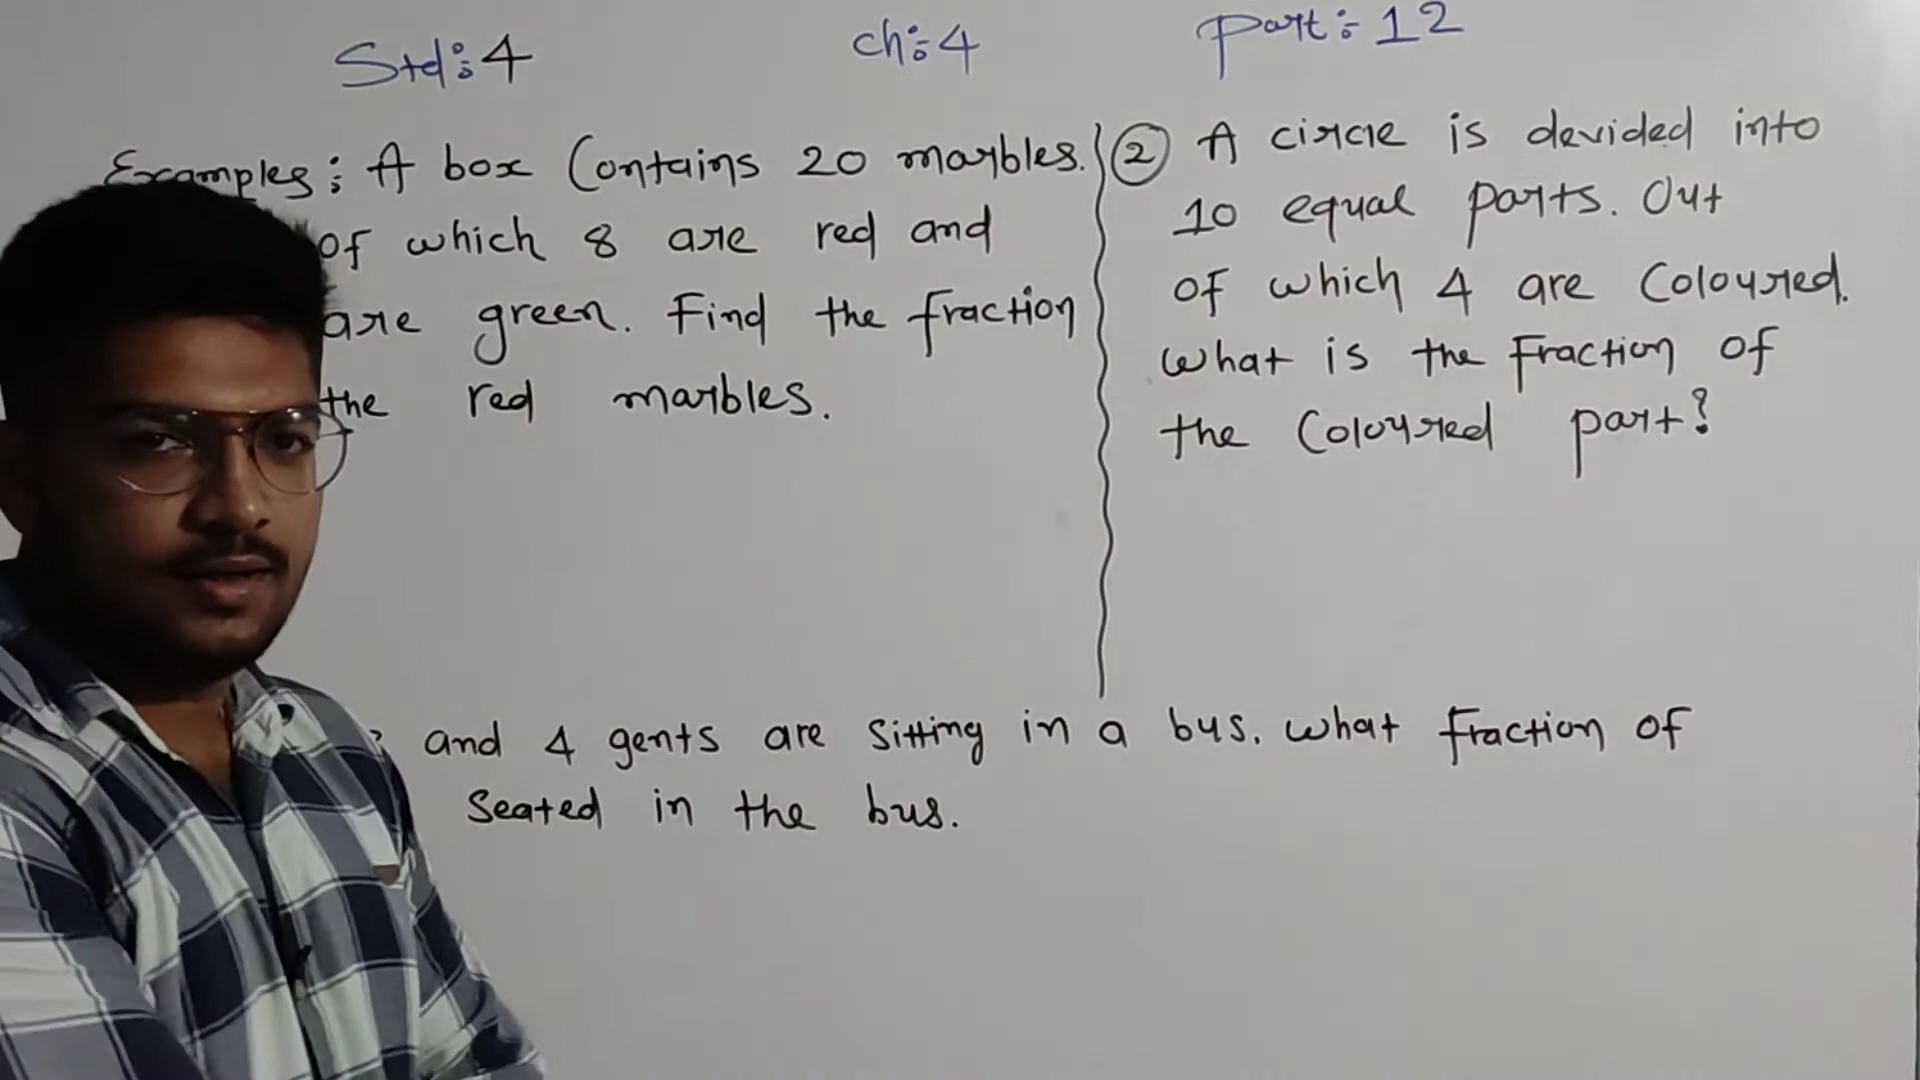 Std : 4 ch : 4 Part : 12
Examples : A box Contains 20 marbles.
of which 8 are red and
are green. Find the fraction
the red marbles.
② A circle is devided into
10 equal parts. Out
of which 4 are Coloured.
What is the Fraction of
the Coloured part?
and 4 gents are sitting in a bus. What fraction of
Seated in the bus.